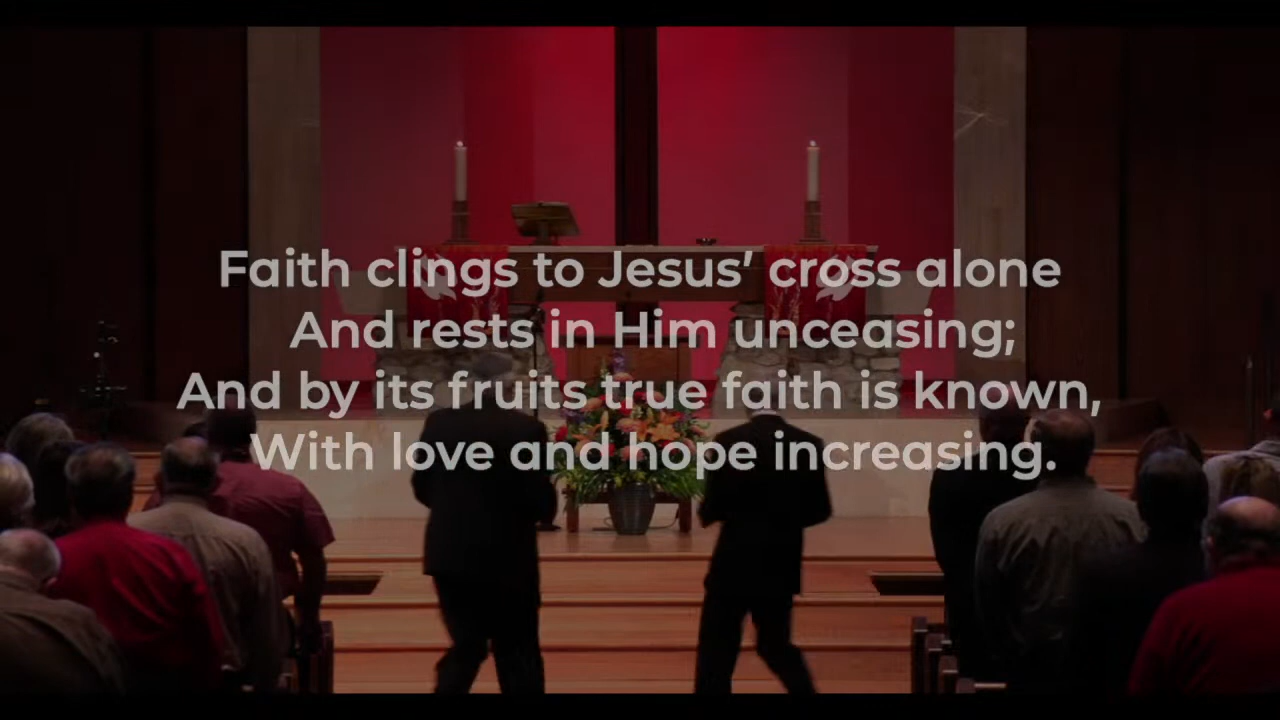 Faith clings to Jesus’ cross alone
And rests in Him unceasing;
And by its fruits true faith is known,
With love and hope increasing.